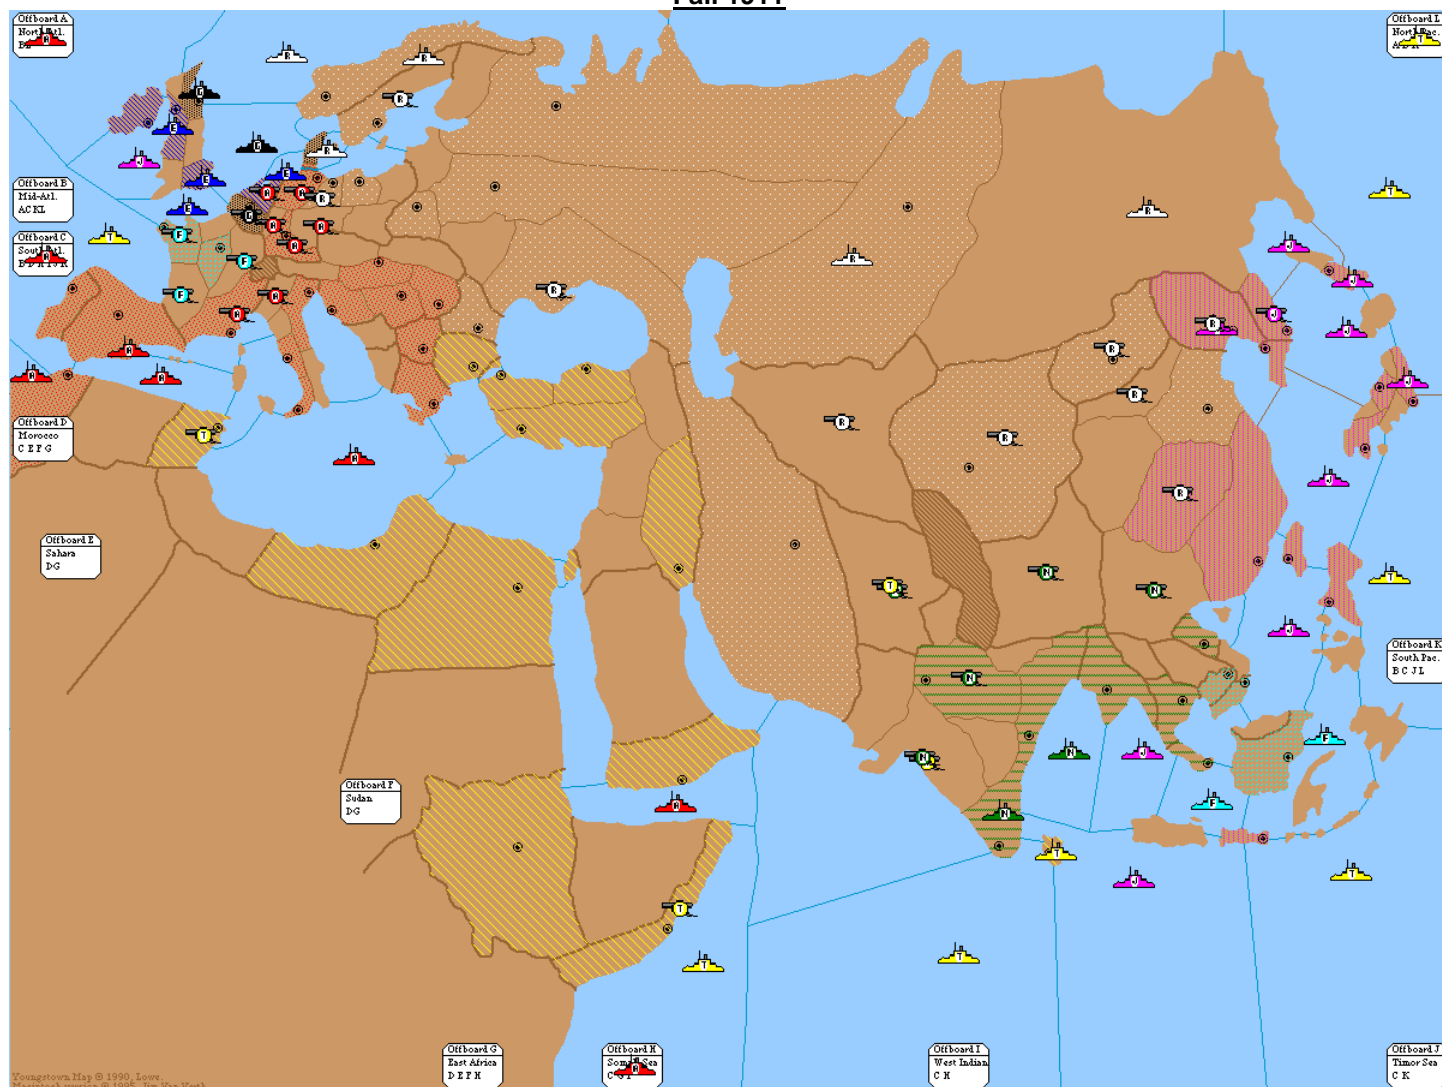 Offboard A
Offboard L
Offboard B
Mid-Atl.
A C K L
Offboard C
Offboard D
Morocco
C E F G
Offboard E
Sahara
D G
Offboard K
South Pac.
B C J L
Offboard F
Sudan
D G
Offboard G
East Africa
D E F H
Offboard H
Offboard I
West Indian
C H
Offboard J
Timor Sea
C K
Youngstown Map © 1990, Lowe.